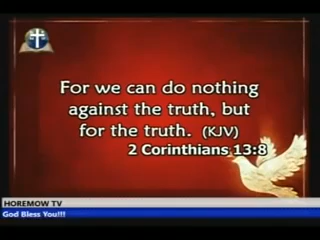 For we can do nothing
against the truth, but
for the truth. (KJV)
2 Corinthians 13:8
HOREMOW TV
God Bless You!!!